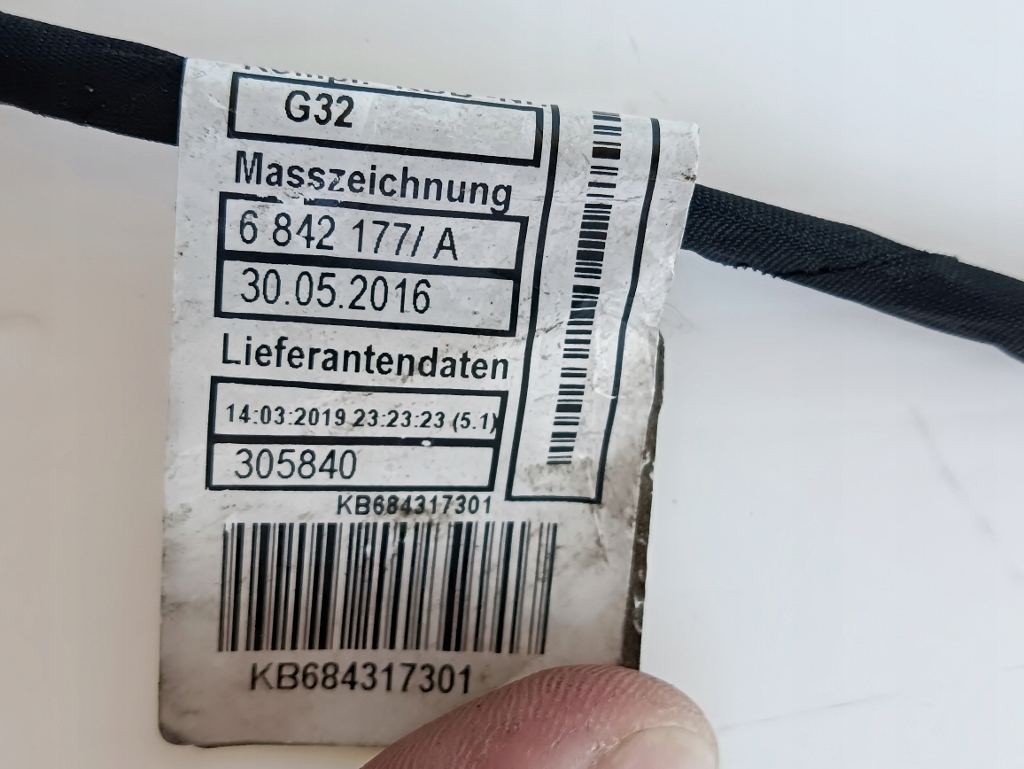 G32
Masszeichnung
6 842 177/ A
30.05.2016
Lieferantendaten
14:03:2019 23:23:23 (5.1)
305840
KB684317301
KB684317301